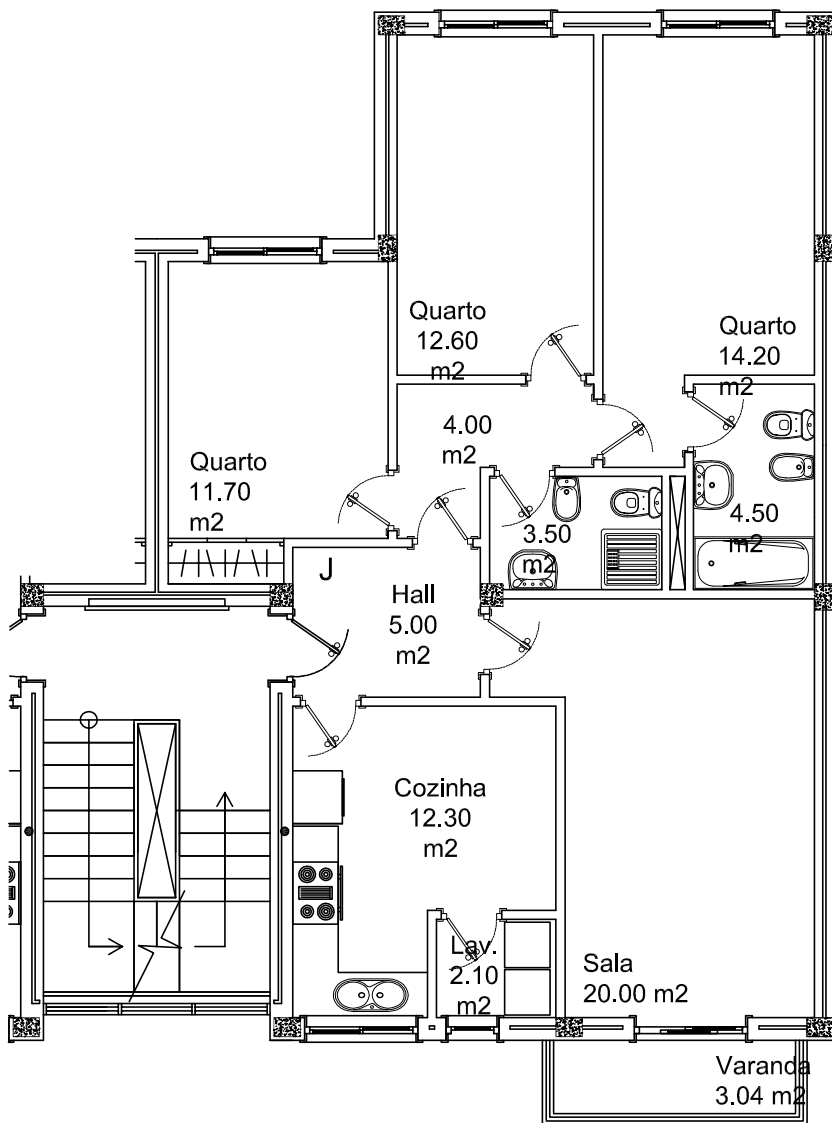 Quarto
12.60
m2
Quarto
14.20
m2
4.00
m2
Quarto
11.70
m2
3.50
m2
4.50
m2
J
Hall
5.00
m2
Cozinha
12.30
m2
Lav.
2.10
m2
Sala
20.00 m2
Varanda
3.04 m2